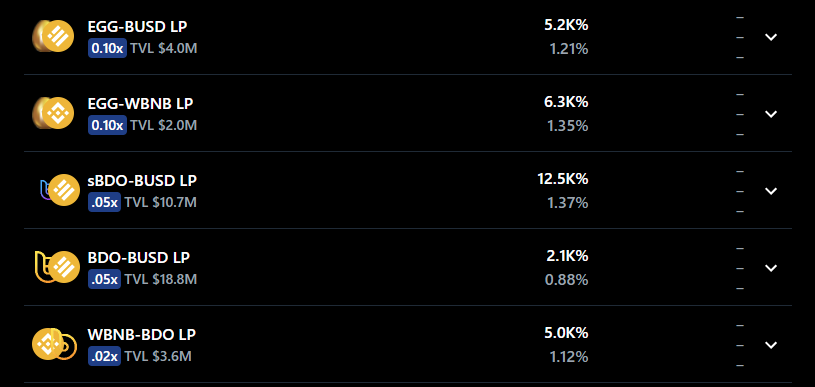 EGG-BUSD LP
5.2K%
0.10x TVL $4.0M
1.21%
EGG-WBNB LP
6.3K%
0.10x TVL $2.0M
1.35%
sBDO-BUSD LP
12.5K%
.05x TVL $10.7M
1.37%
BDO-BUSD LP
2.1K%
.05x TVL $18.8M
0.88%
WBNB-BDO LP
5.0K%
.02x TVL $3.6M
1.12%